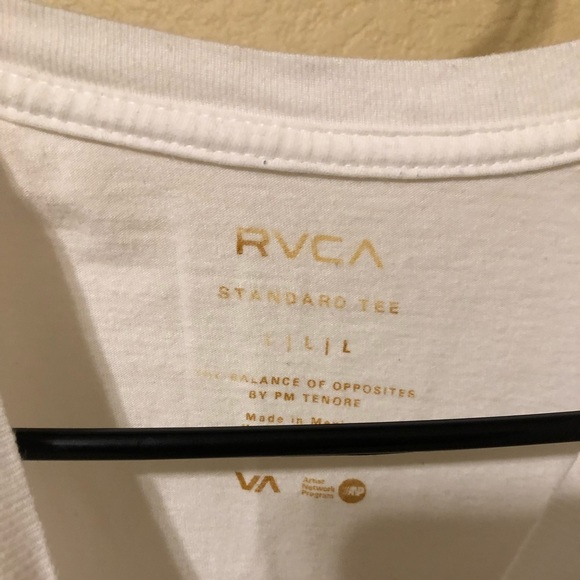 RVCA
STANDARD TEE
L | L | L
BALANCE OF OPPOSITES
BY PM TENORE
Made in
VA
Artist
Network
Program